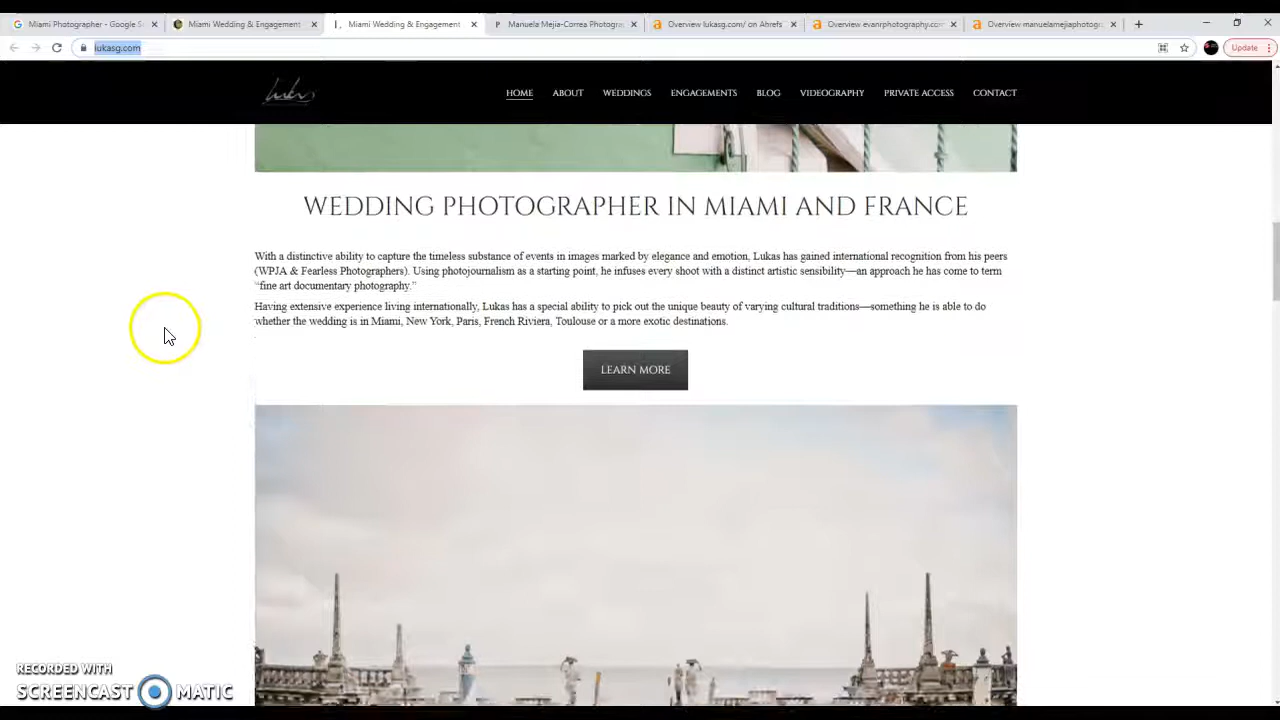 Miami Photographer - Google S
Miami Wedding & Engagement
Miami Wedding & Engagement
Manuela Mejia-Correa Photogra
Overview lukasg.com/ on Ahrefs
Overview evanrphotography.com
Overview manuelamejiaphotogra
lukasg.com
Update
HOME
ABOUT
WEDDINGS
ENGAGEMENTS
BLOG
VIDEOGRAPHY
PRIVATE ACCESS
CONTACT
WEDDING PHOTOGRAPHER IN MIAMI AND FRANCE
With a distinctive ability to capture the timeless substance of events in images marked by elegance and emotion, Lukas has gained international recognition from his peers
(WPJA & Fearless Photographers). Using photojournalism as a starting point, he infuses every shoot with a distinct artistic sensibility—an approach he has come to term
“fine art documentary photography.”
Having extensive experience living internationally, Lukas has a special ability to pick out the unique beauty of varying cultural traditions—something he is able to do
whether the wedding is in Miami, New York, Paris, French Riviera, Toulouse or a more exotic destinations.
LEARN MORE
RECORDED WITH
SCREENCAST MATIC